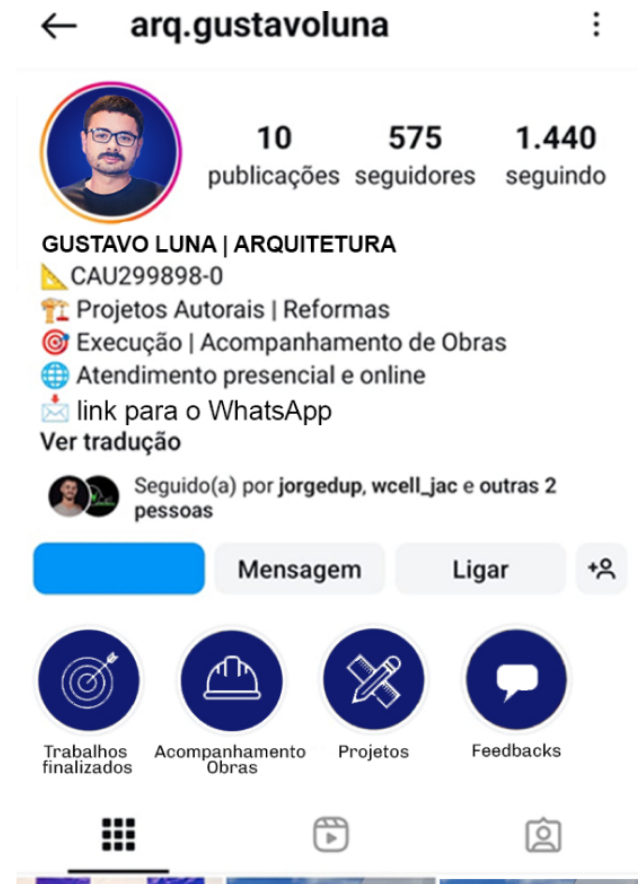 arq.gustavoluna
10 575 1.440
publicações seguidores seguindo
GUSTAVO LUNA | ARQUITETURA
CAU299898-0
Projetos Autorais | Reformas
Execução | Acompanhamento de Obras
Atendimento presencial e online
link para o WhatsApp
Ver tradução
Seguido(a) por jorgedup, wcell_jac e outras 2
pessoas
Mensagem Ligar
Trabalhos
finalizados
Acompanhamento
Obras
Projetos
Feedbacks